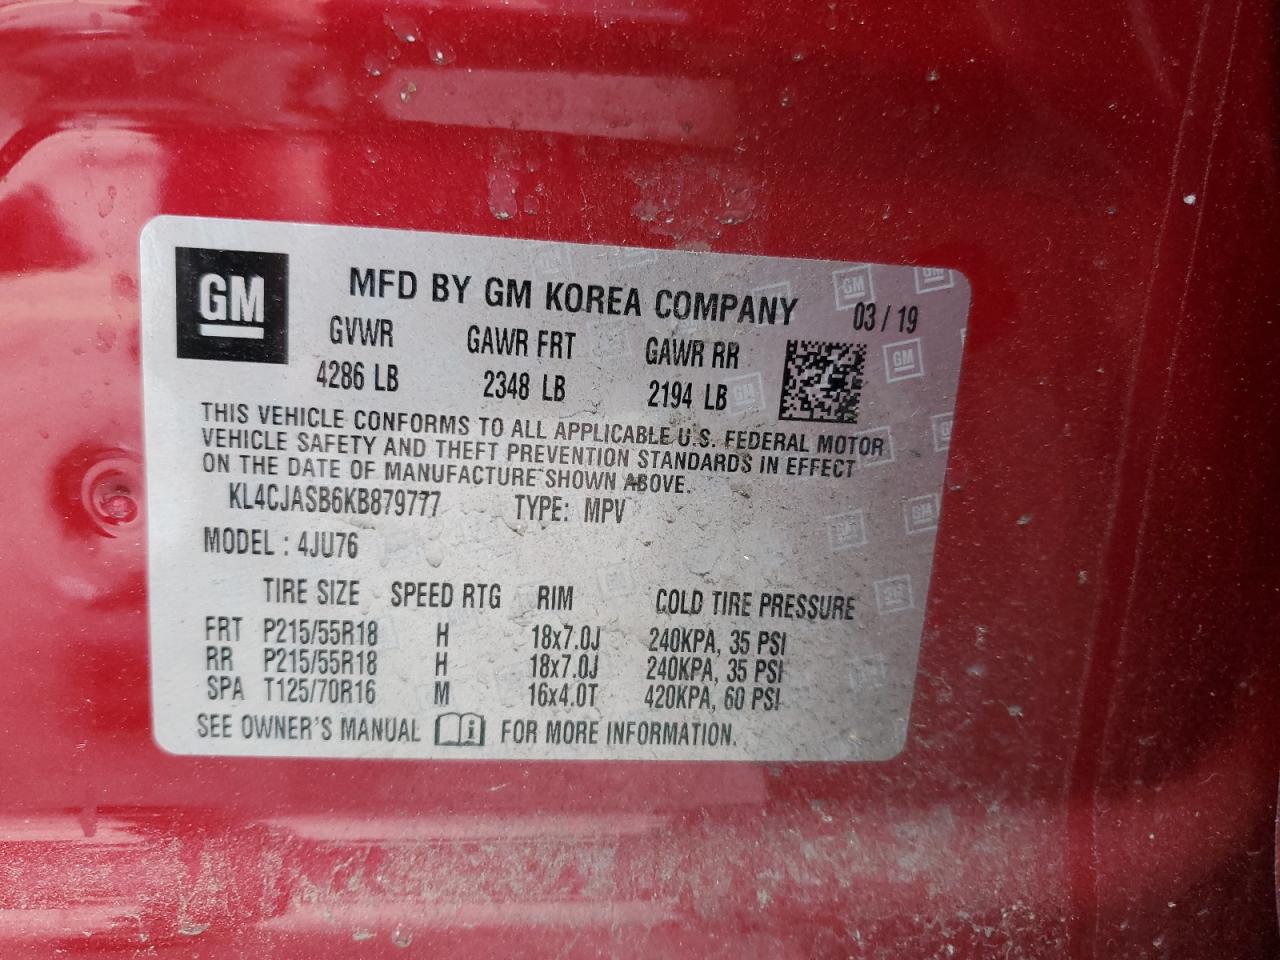 GM
MFD BY GM KOREA COMPANY 03 / 19
GVWR GAWR FRT GAWR RR
4286 LB 2348 LB 2194 LB
THIS VEHICLE CONFORMS TO ALL APPLICABLE U.S. FEDERAL MOTOR
VEHICLE SAFETY AND THEFT PREVENTION STANDARDS IN EFFECT
ON THE DATE OF MANUFACTURE SHOWN ABOVE.
KL4CJASB6KB879777 TYPE: MPV
MODEL : 4JU76
TIRE SIZE SPEED RTG RIM COLD TIRE PRESSURE
FRT P215/55R18 H 18x7.0J 240KPA, 35 PSI
RR P215/55R18 H 18x7.0J 240KPA, 35 PSI
SPA T125/70R16 M 16x4.0T 420KPA, 60 PSI
SEE OWNER'S MANUAL i FOR MORE INFORMATION.